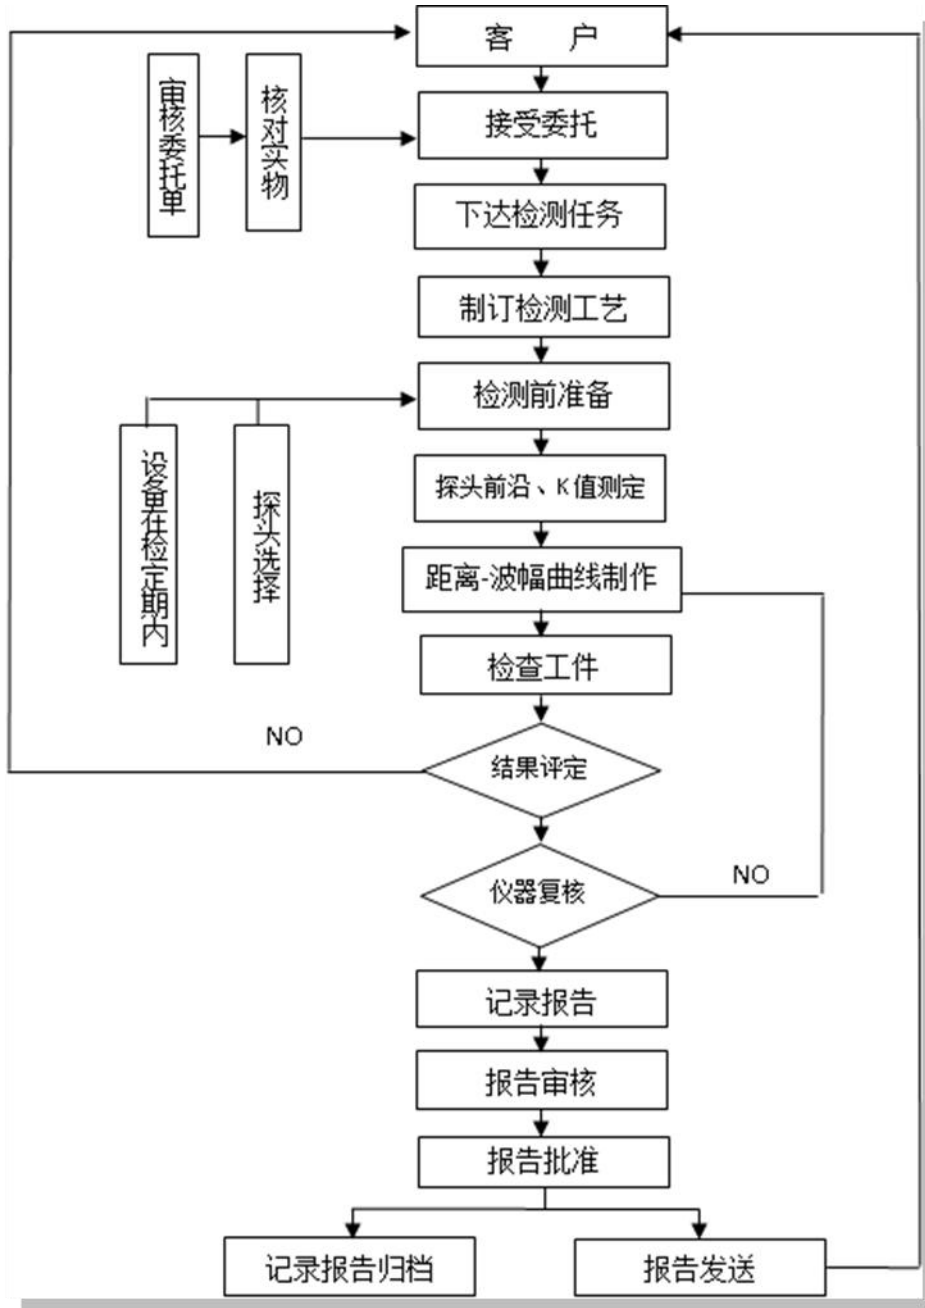 客 户
审核委托单
核对实物
接受委托
下达检测任务
制订检测工艺
检测前准备
设备在检定期内
探头选择
探头前沿、K值测定
距离-波幅曲线制作
检查工件
NO
结果评定
仪器复核
NO
记录报告
报告审核
报告批准
记录报告归档
报告发送